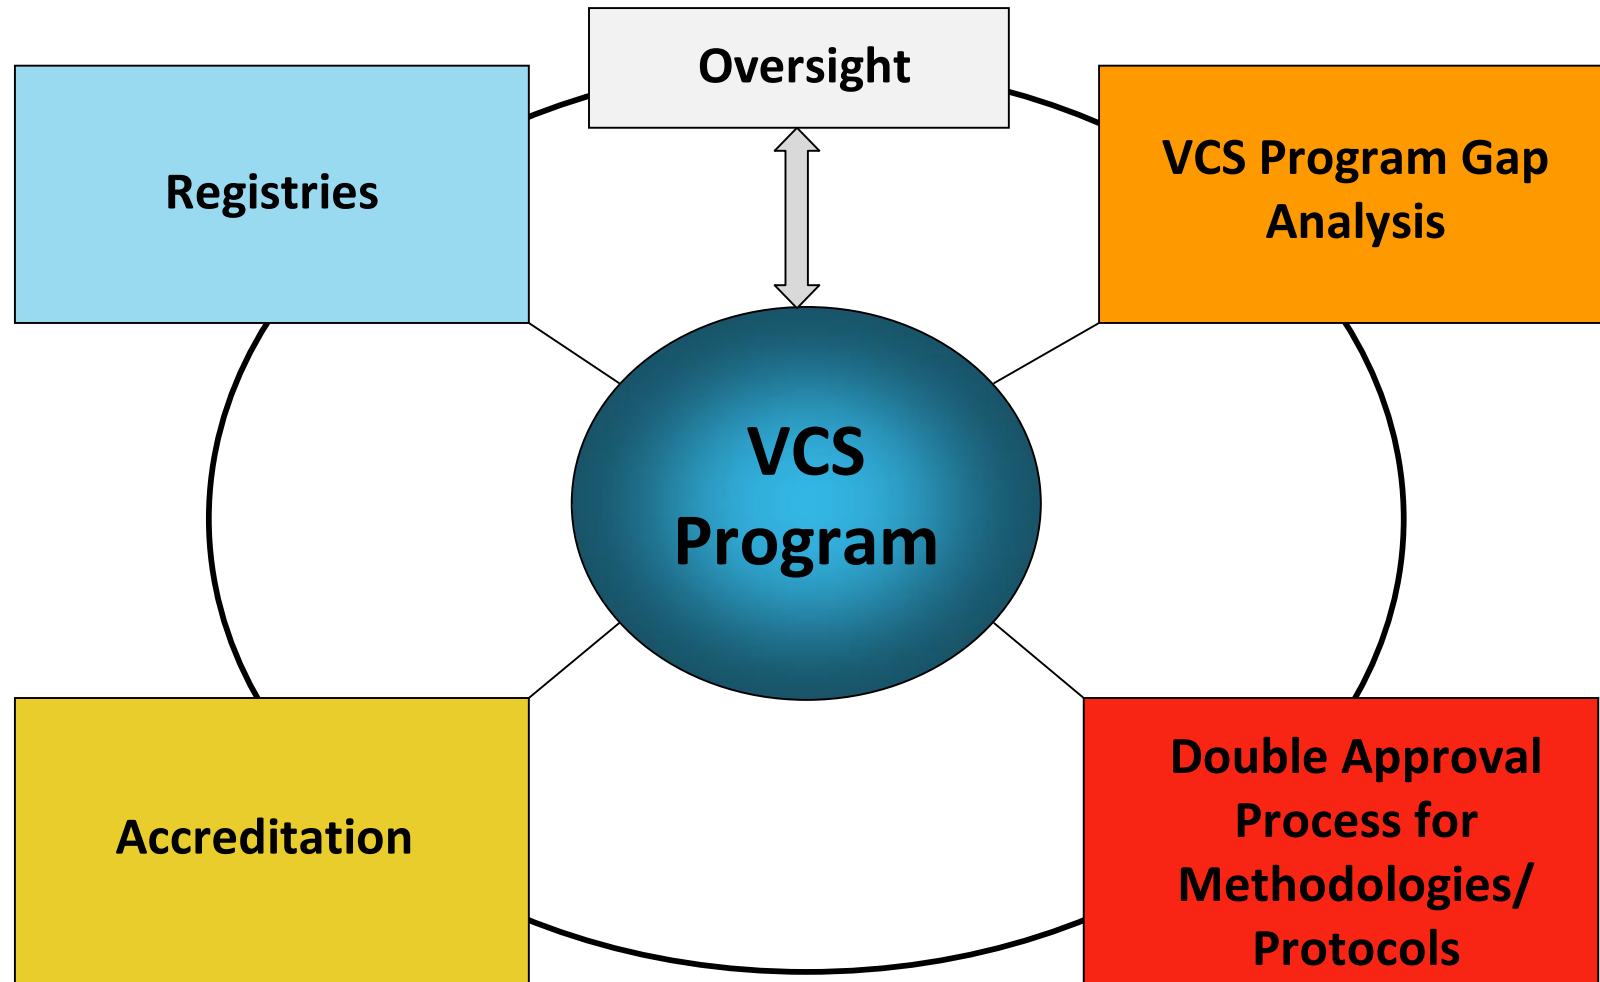 Oversight
Registries
VCS Program Gap
Analysis
VCS
Program
Accreditation
Double Approval
Process for
Methodologies/
Protocols